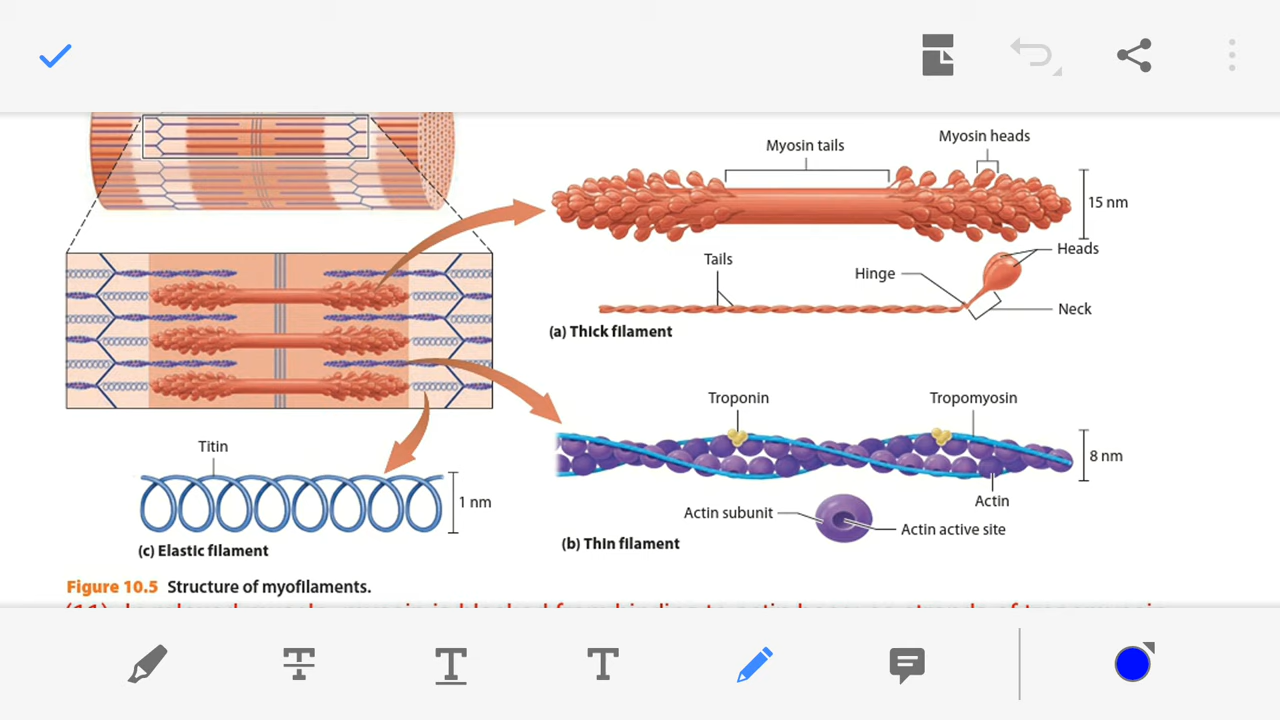 Myosin heads
Myosin tails
15 nm
Heads
Tails
Hinge
Neck
(a) Thick filament
Troponin
Tropomyosin
Titin
8 nm
1 nm
Actin
Actin subunit
Actin active site
(b) Thin filament
(c) Elastic filament
Figure 10.5 Structure of myofilaments.